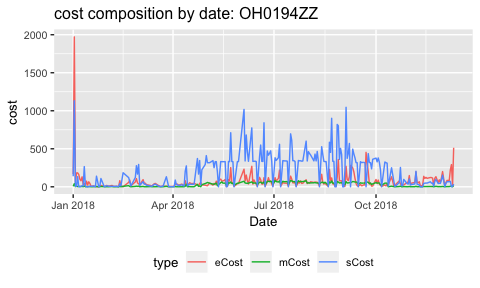 cost composition by date: OH0194ZZ
2000
1500
1000
500
0
cost
Jan 2018 Apr 2018 Jul 2018 Oct 2018
Date
type eCost mCost sCost